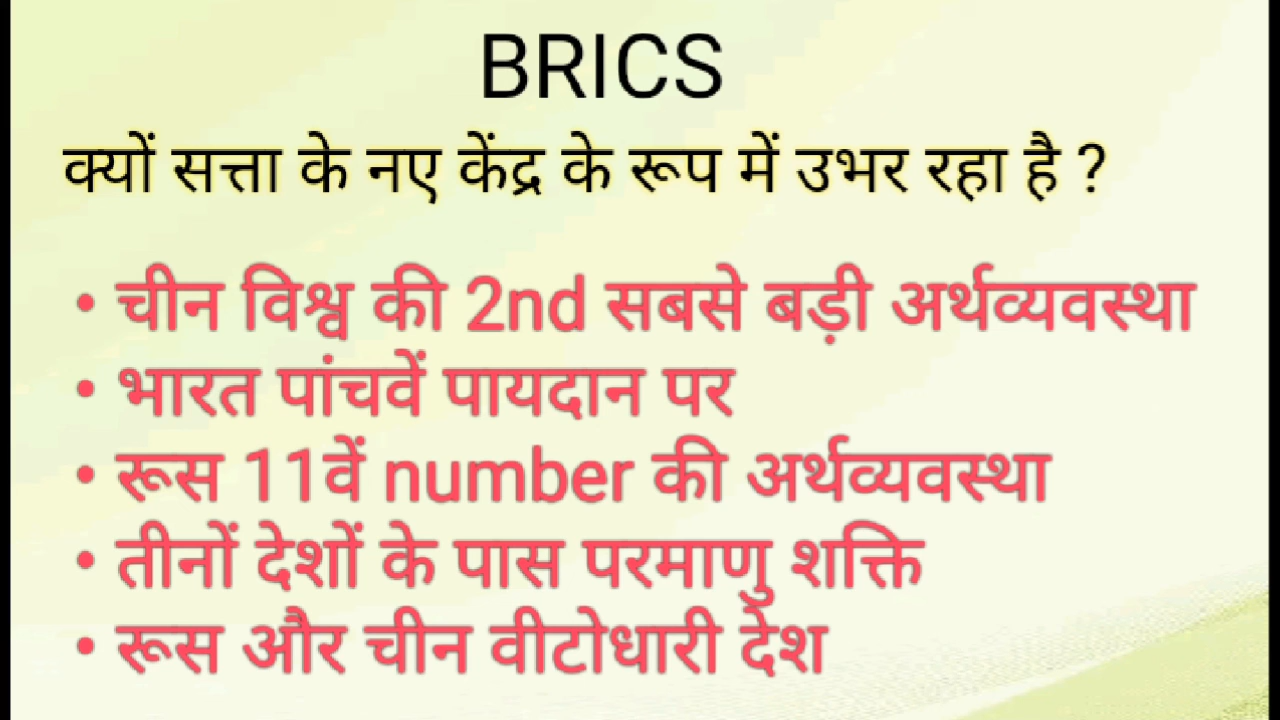 BRICS
क्यों सत्ता के नए केंद्र के रूप में उभर रहा है ?
• चीन विश्व की 2nd सबसे बड़ी अर्थव्यवस्था
• भारत पांचवें पायदान पर
• रूस 11वें number की अर्थव्यवस्था
• तीनों देशों के पास परमाणु शक्ति
• रूस और चीन वीटोधारी देश